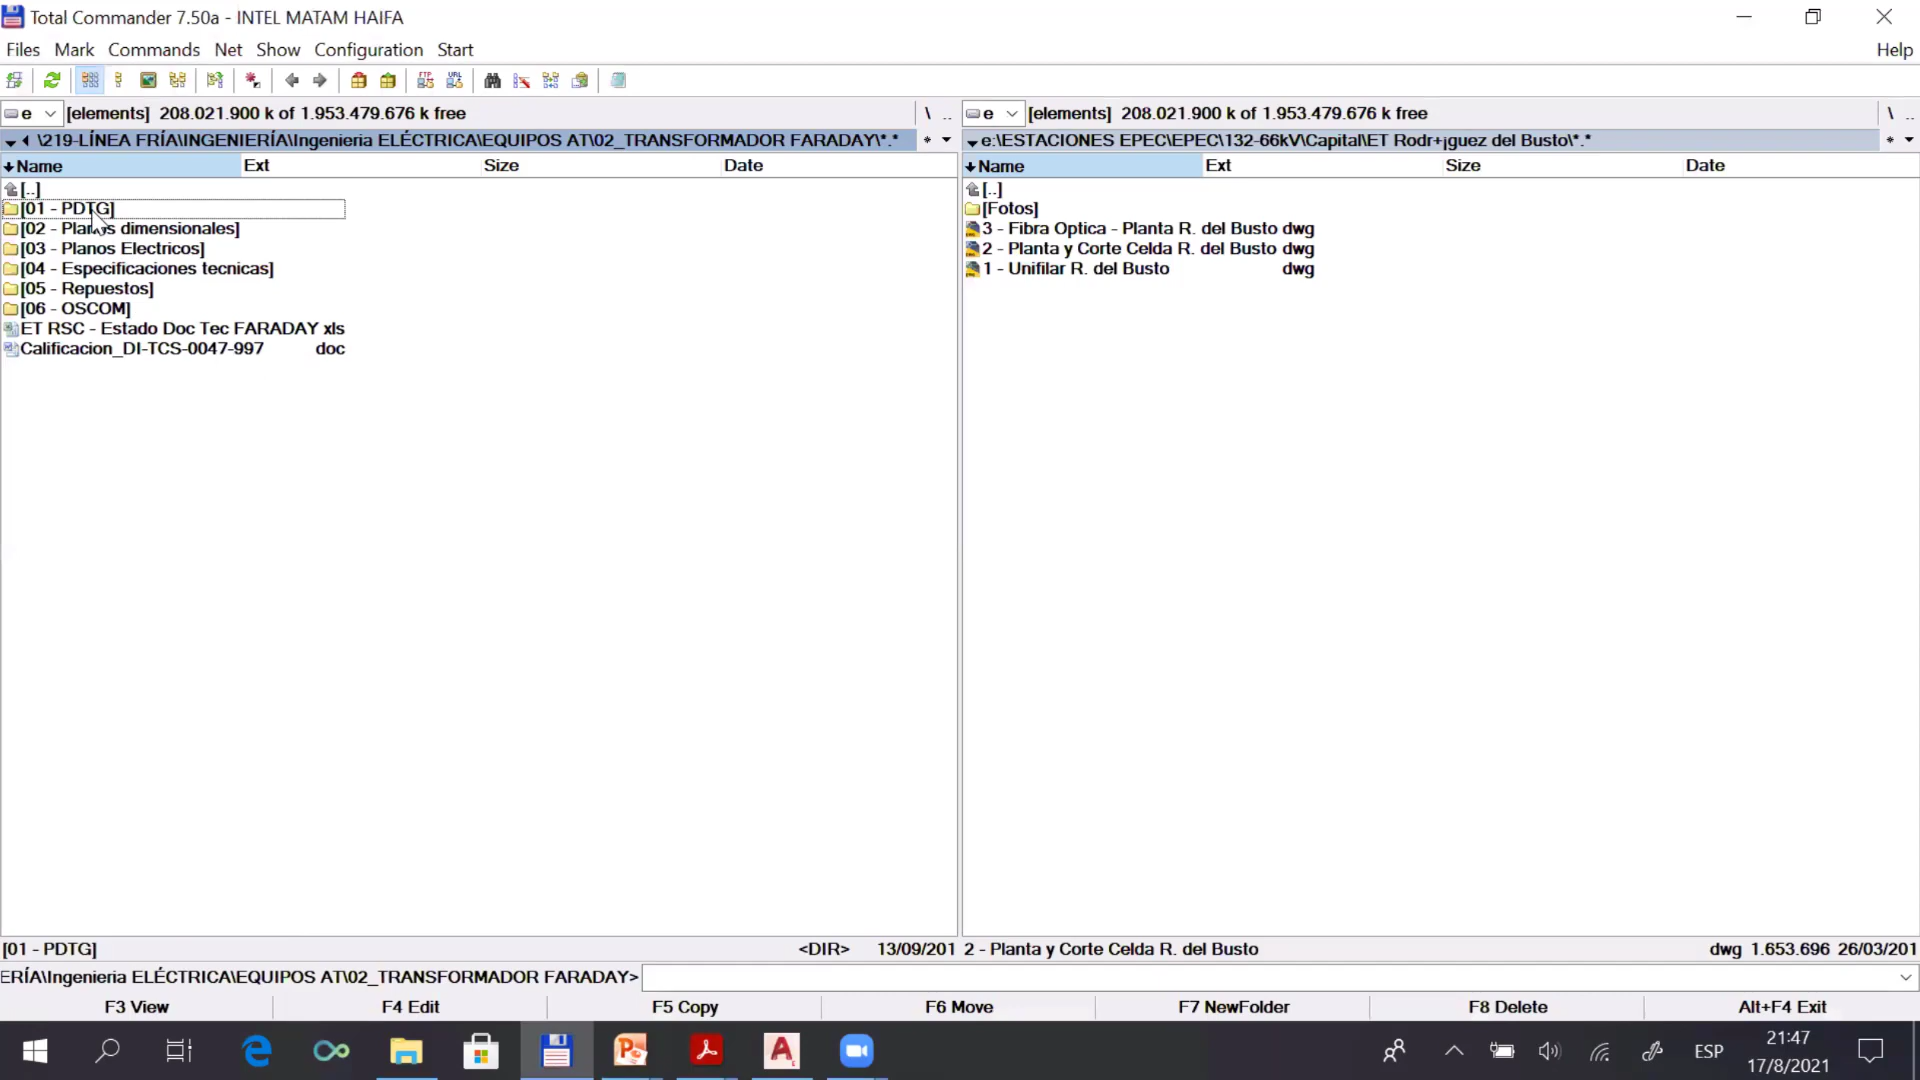 Total Commander 7.50a - INTEL MATAM HAIFA
Files Mark Commands Net Show Configuration Start Help
FTP URL
e [elements] 208.021.900 k of 1.953.479.676 k free \ ..
e [elements] 208.021.900 k of 1.953.479.676 k free \ ..
\219-LÍNEA FRÍA\INGENIERÍA\Ingenieria ELÉCTRICA\EQUIPOS AT\02_TRANSFORMADOR FARADAY\*.* *
e:\ESTACIONES EPEC\EPEC\132-66kV\Capital\ET Rodr+jguez del Busto\*.* *
Name Ext Size Date
[..]
[01 - PDTG]
[02 - Planos dimensionales]
[03 - Planos Electricos]
[04 - Especificaciones tecnicas]
[05 - Repuestos]
[06 - OSCOM]
ET RSC - Estado Doc Tec FARADAY xls
Calificacion_DI-TCS-0047-997 doc
Name Ext Size Date
[..]
[Fotos]
3 - Fibra Optica - Planta R. del Busto dwg
2 - Planta y Corte Celda R. del Busto dwg
1 - Unifilar R. del Busto dwg
[01 - PDTG] <DIR> 13/09/201
2 - Planta y Corte Celda R. del Busto dwg 1.653.696 26/03/201
ERÍA\Ingenieria ELÉCTRICA\EQUIPOS AT\02_TRANSFORMADOR FARADAY>
F3 View F4 Edit F5 Copy F6 Move F7 NewFolder F8 Delete Alt+F4 Exit
ESP
21:47
17/8/2021